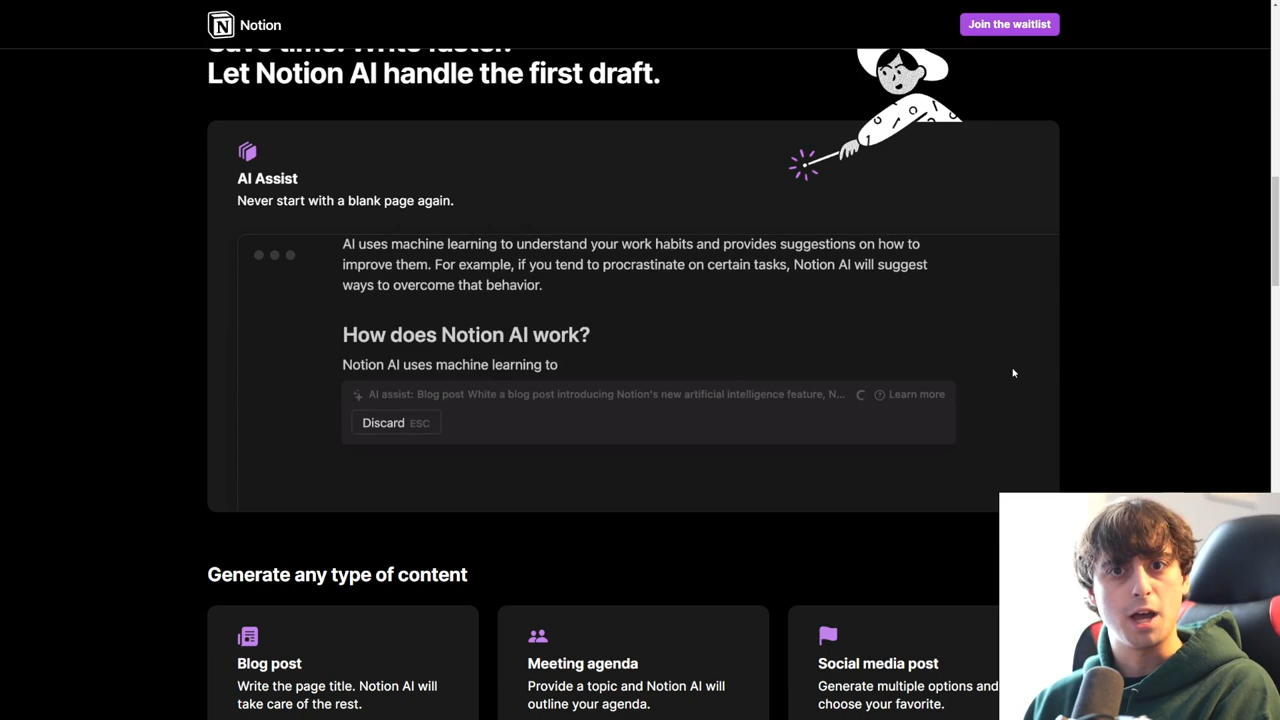 Notion
Join the waitlist
Save time. Write faster.
Let Notion AI handle the first draft.
AI Assist
Never start with a blank page again.
AI uses machine learning to understand your work habits and provides suggestions on how to
improve them. For example, if you tend to procrastinate on certain tasks, Notion AI will suggest
ways to overcome that behavior.
How does Notion AI work?
Notion AI uses machine learning to
AI assist: Blog post White a blog post introducing Notion's new artificial intelligence feature, N...
Learn more
Discard ESC
Generate any type of content
Blog post
Write the page title. Notion AI will
take care of the rest.
Meeting agenda
Provide a topic and Notion AI will
outline your agenda.
Social media post
Generate multiple options and
choose your favorite.